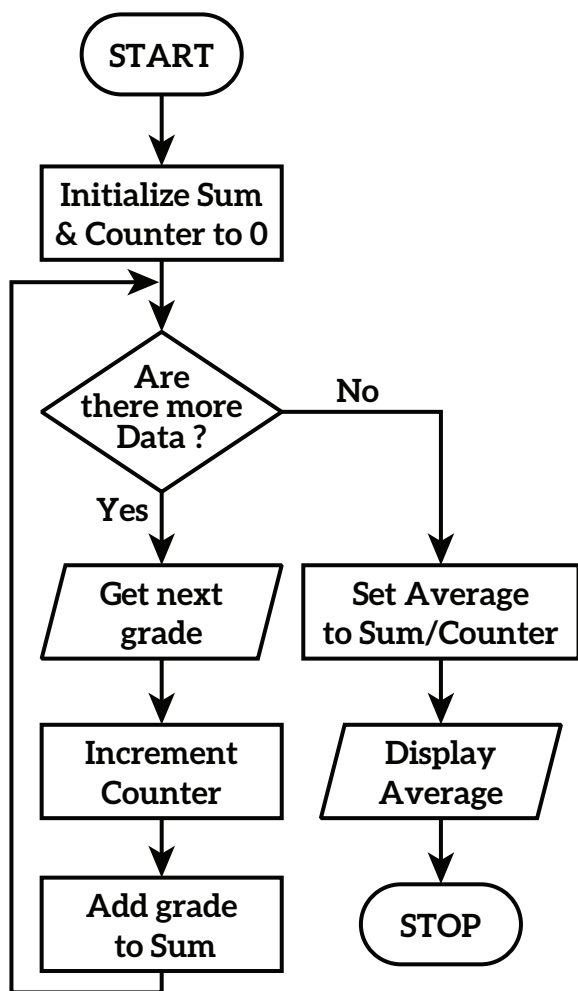 START
Initialize Sum
& Counter to 0
Are
there more
Data ?
No
Yes
Get next
grade
Set Average
to Sum/Counter
Increment
Counter
Display
Average
Add grade
to Sum
STOP